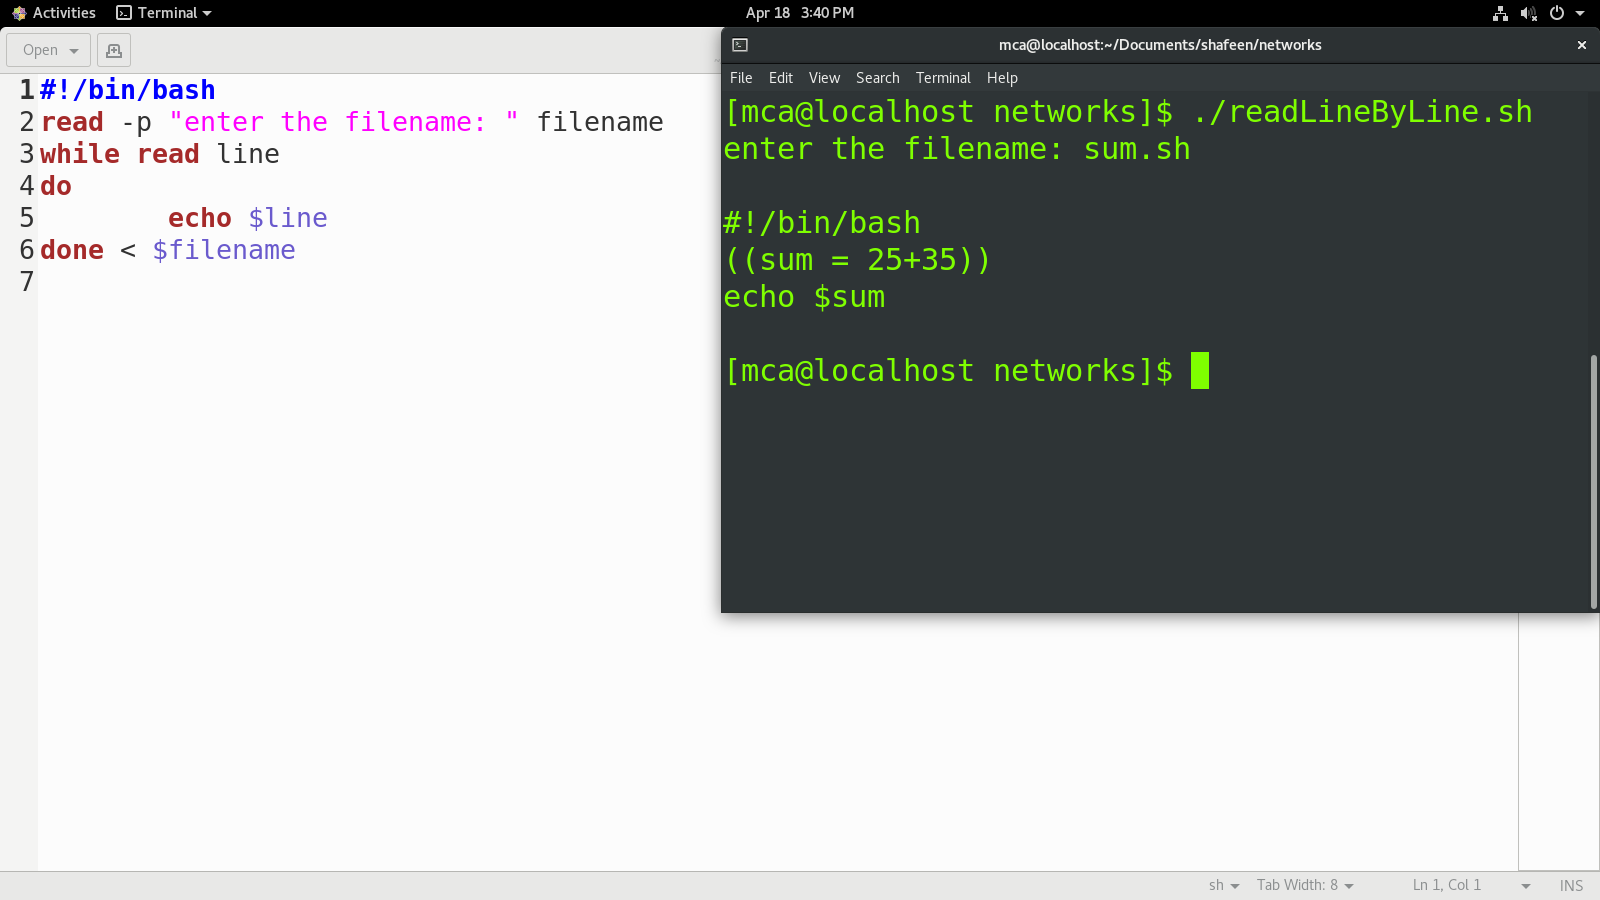 Activities Terminal Apr 18 3:40 PM
Open
1 #!/bin/bash
2 read -p "enter the filename: " filename
3 while read line
4 do
5 echo $line
6 done < $filename
7
mca@localhost:~/Documents/shafeen/networks
File Edit View Search Terminal Help
[mca@localhost networks]$ ./readLineByLine.sh
enter the filename: sum.sh
#!/bin/bash
((sum = 25+35))
echo $sum
[mca@localhost networks]$
sh Tab Width: 8 Ln 1, Col 1 INS